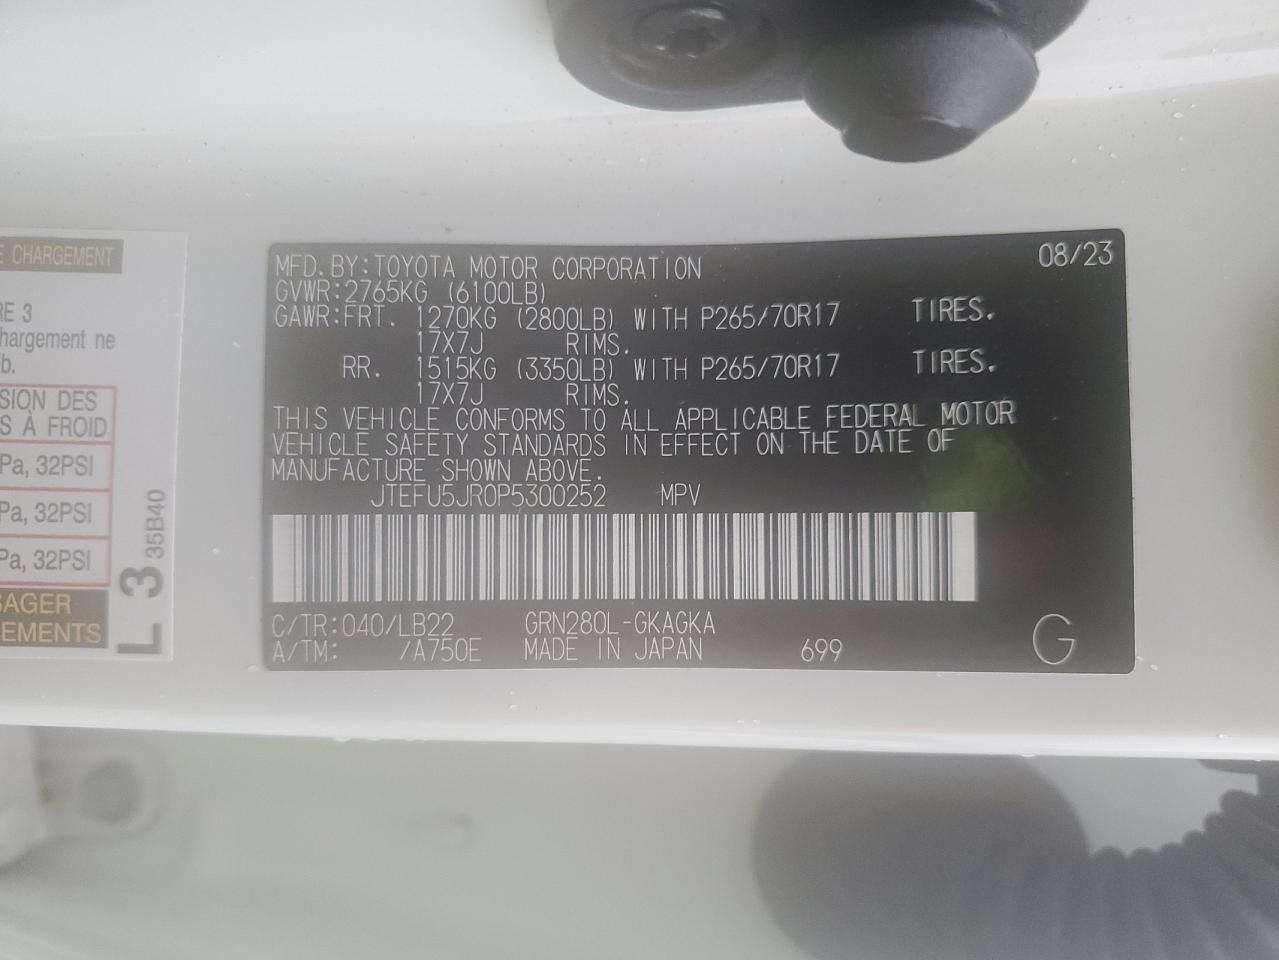 E CHARGEMENT
RE 3
hargement ne
b.
SION DES
S À FROID
Pa, 32PSI
Pa, 32PSI
Pa, 32PSI
SAGER
EMENTS
L 3 35B40
08/23
MFD. BY:TOYOTA MOTOR CORPORATION
GVWR:2765KG (6100LB)
GAWR:FRT. 1270KG (2800LB) WITH P265/70R17 TIRES.
17X7J RIMS.
RR. 1515KG (3350LB) WITH P265/70R17 TIRES.
17X7J RIMS.
THIS VEHICLE CONFORMS TO ALL APPLICABLE FEDERAL MOTOR
VEHICLE SAFETY STANDARDS IN EFFECT ON THE DATE OF
MANUFACTURE SHOWN ABOVE.
JTEFU5JR0P5300252 MPV
C/TR:040/LB22 GRN280L-GKAGKA
A/TM: /A750E MADE IN JAPAN 699 G